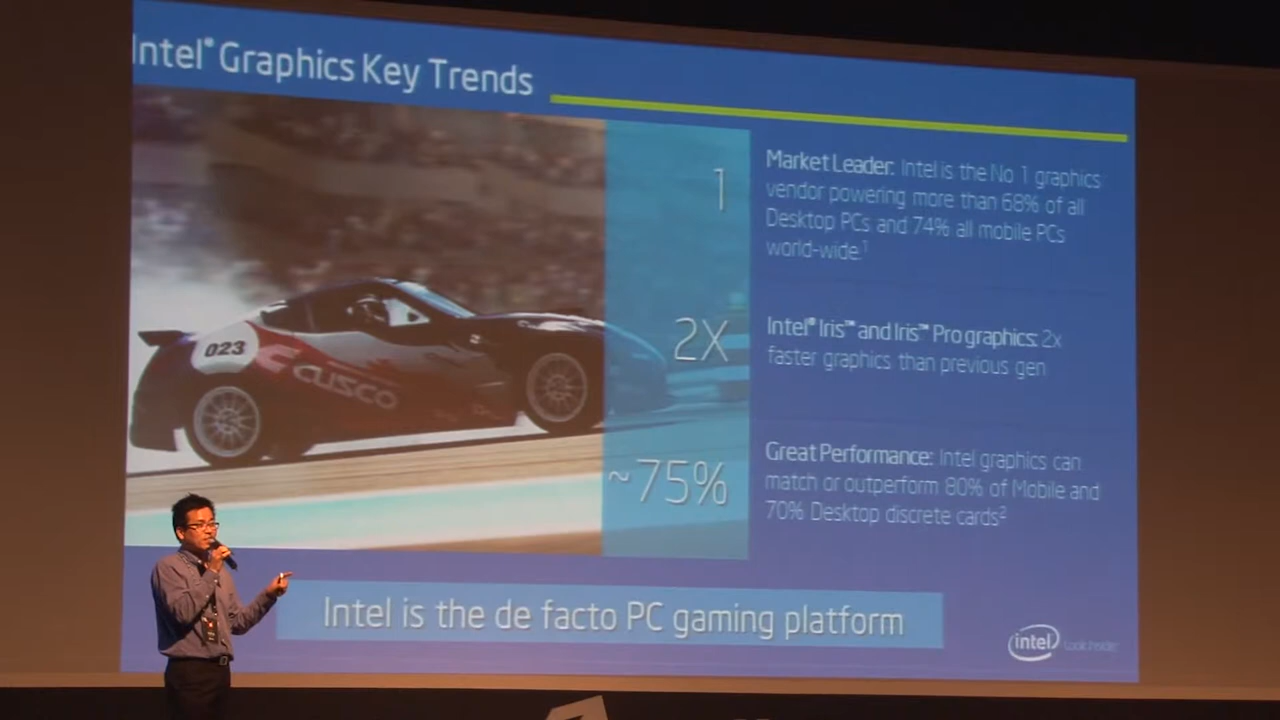 Intel® Graphics Key Trends
1
Market Leader: Intel is the No 1 graphics
vendor powering more than 68% of all
Desktop PCs and 74% all mobile PCs
world-wide.¹
023
CUSCO
2X
Intel® Iris™ and Iris™ Pro graphics: 2x
faster graphics than previous gen
~75%
Great Performance: Intel graphics can
match or outperform 80% of Mobile and
70% Desktop discrete cards²
Intel is the de facto PC gaming platform
intel Look Inside.